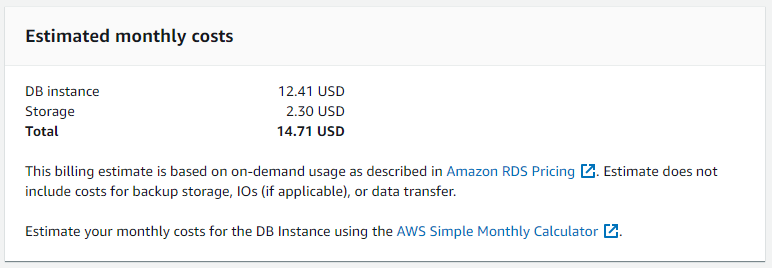 Estimated monthly costs
DB instance 12.41 USD
Storage 2.30 USD
Total 14.71 USD
This billing estimate is based on on-demand usage as described in Amazon RDS Pricing. Estimate does not
include costs for backup storage, IOs (if applicable), or data transfer.
Estimate your monthly costs for the DB Instance using the AWS Simple Monthly Calculator.